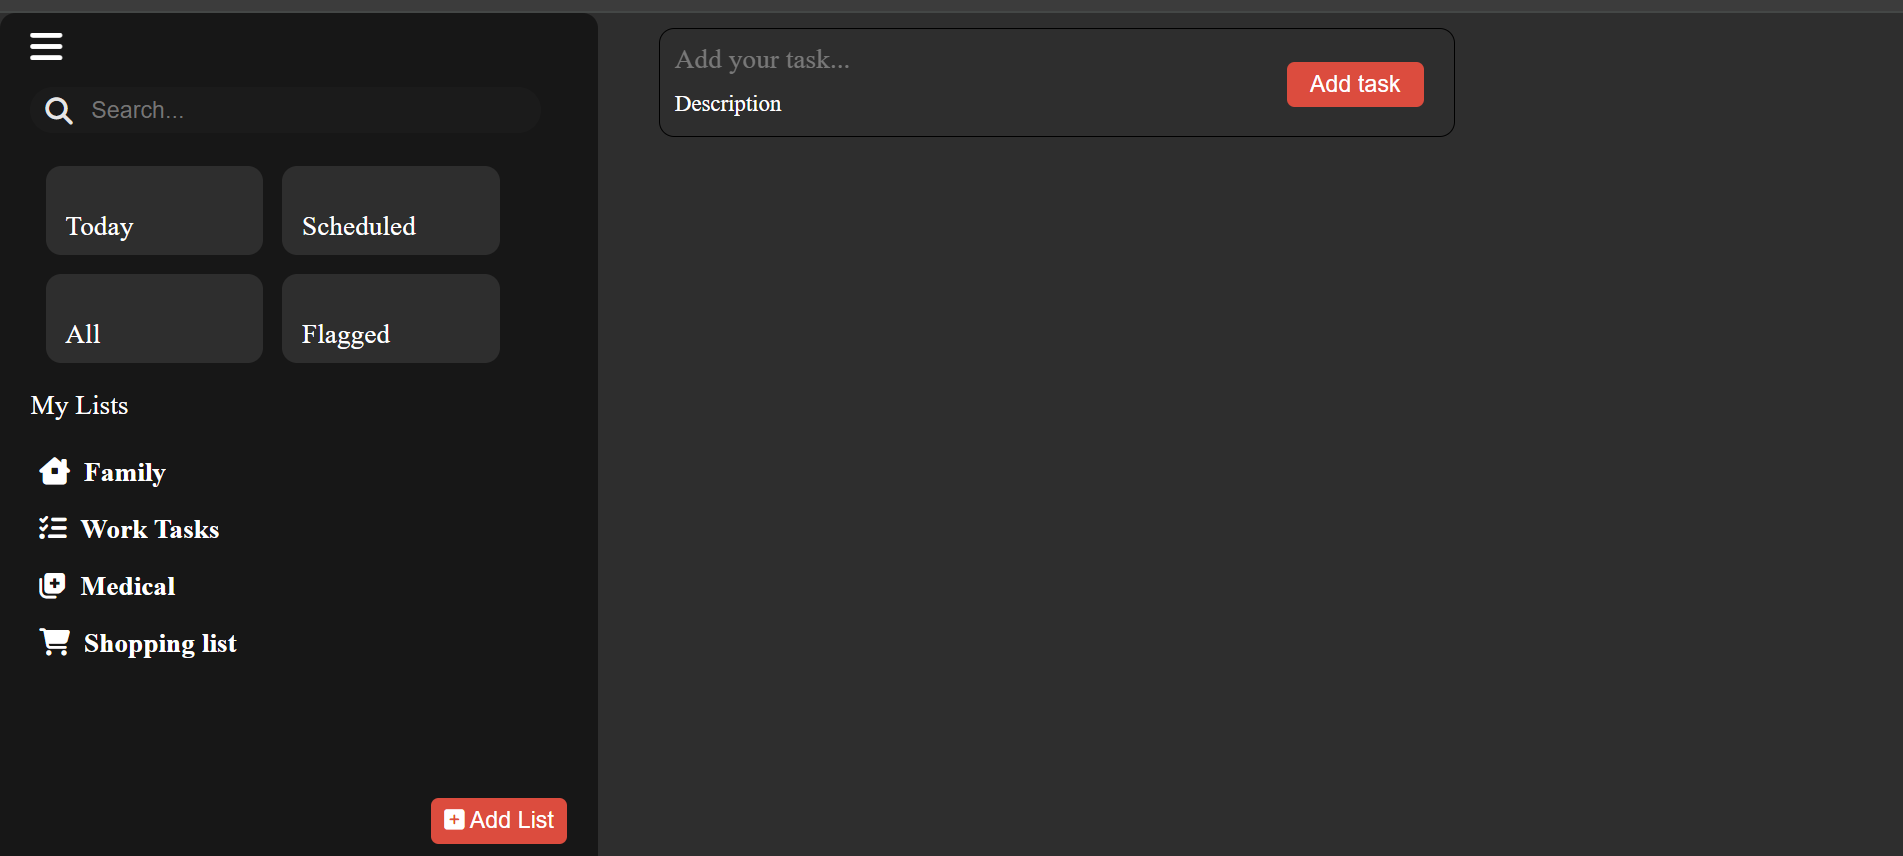 Search...
Today
Scheduled
All
Flagged
My Lists
Family
Work Tasks
Medical
Shopping list
Add List
Add your task...
Description
Add task